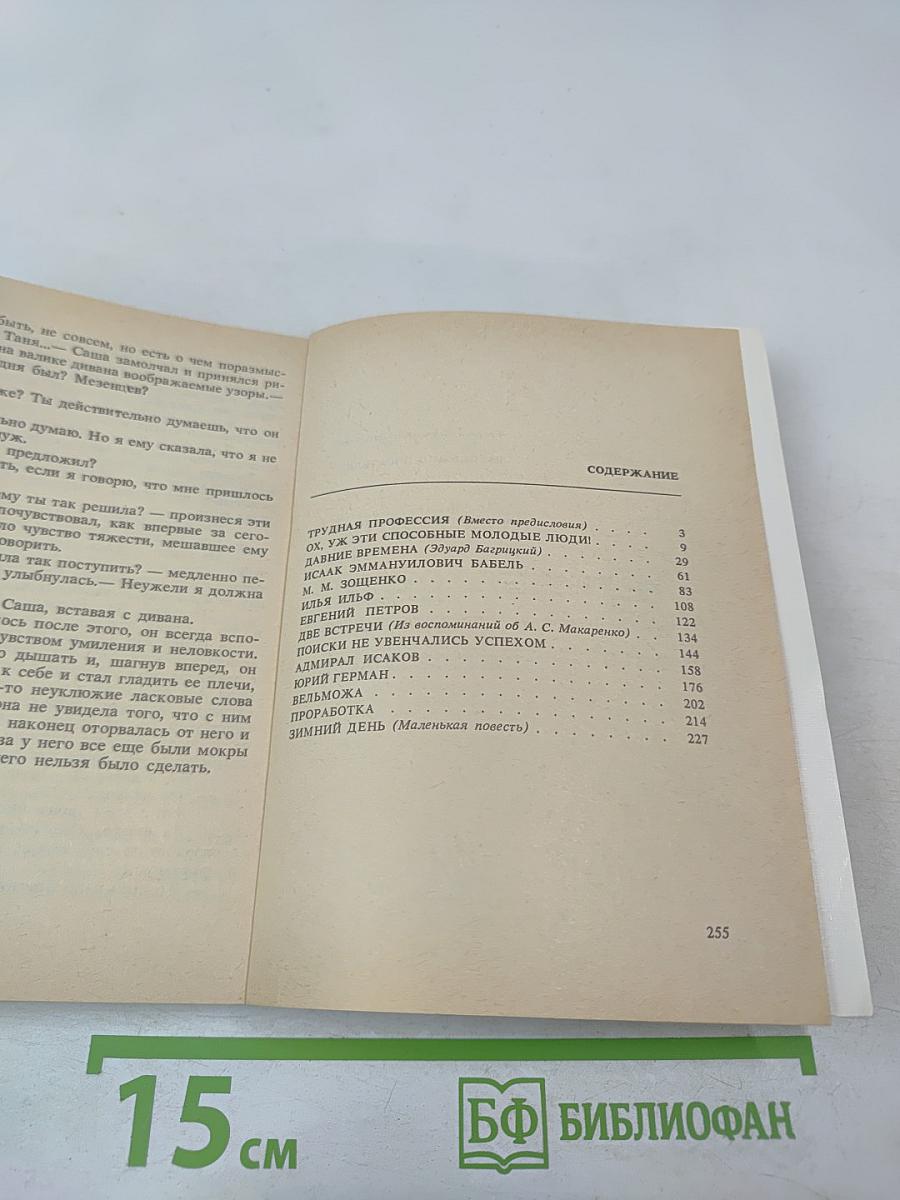 быть, не совсем, но есть о чем поразмыс-
Таня...— Саша замолчал и принялся ри-
на валике дивана воображаемые узоры.—
дня был? Мезенцев?
же? Ты действительно думаешь, что он
ьно думаю. Но я ему сказала, что я не
уж.
предложил?
ть, если я говорю, что мне пришлось
му ты так решила? — произнеся эти
почувствовал, как впервые за сего-
ло чувство тяжести, мешавшее ему
оворить.
ла так поступить? — медленно пе-
улыбнулась.— Неужели я должна
Саша, вставая с дивана.
лось после этого, он всегда вспо-
увством умиления и неловкости.
о дышать и, шагнув вперед, он
к себе и стал гладить ее плечи,
-то неуклюжие ласковые слова
она не увидела того, что с ним
наконец оторвалась от него и
за у него все еще были мокры
чего нельзя было сделать.
СОДЕРЖАНИЕ
ТРУДНАЯ ПРОФЕССИЯ (Вместо предисловия) . . . . 3
ОХ, УЖ ЭТИ СПОСОБНЫЕ МОЛОДЫЕ ЛЮДИ! . . . . 9
ДАВНИЕ ВРЕМЕНА (Эдуард Багрицкий) . . . . 29
ИСААК ЭММАНУИЛОВИЧ БАБЕЛЬ . . . . 61
М. М. ЗОЩЕНКО . . . . 83
ИЛЬЯ ИЛЬФ . . . . 108
ЕВГЕНИЙ ПЕТРОВ . . . . 122
ДВЕ ВСТРЕЧИ (Из воспоминаний об А. С. Макаренко) . . . . 134
ПОИСКИ НЕ УВЕНЧАЛИСЬ УСПЕХОМ . . . . 144
АДМИРАЛ ИСАКОВ . . . . 158
ЮРИЙ ГЕРМАН . . . . 176
ВЕЛЬМОЖА . . . . 202
ПРОРАБОТКА . . . . 214
ЗИМНИЙ ДЕНЬ (Маленькая повесть) . . . . 227
255
15 см
БФ БИБЛИОФАН